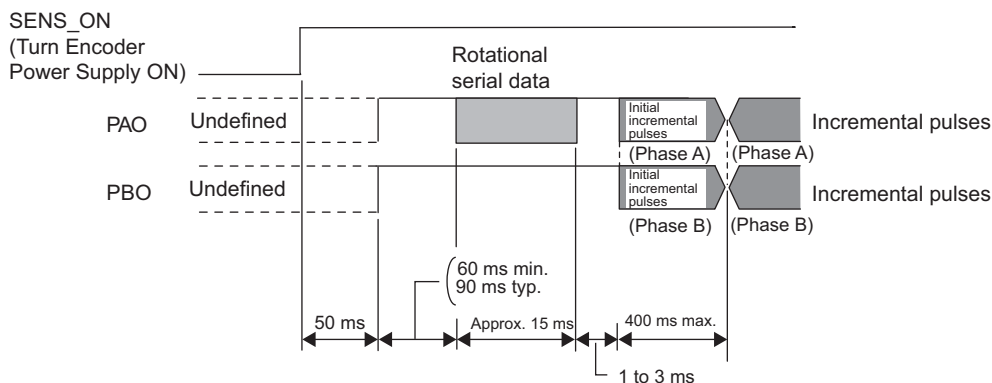 SENS_ON
(Turn Encoder
Power Supply ON)
Rotational
serial data
PAO
Undefined
Initial
incremental
pulses
Incremental pulses
(Phase A)
(Phase A)
PBO
Undefined
Initial
incremental
pulses
Incremental pulses
(Phase B)
(Phase B)
60 ms min.
90 ms typ.
50 ms
Approx. 15 ms
400 ms max.
1 to 3 ms